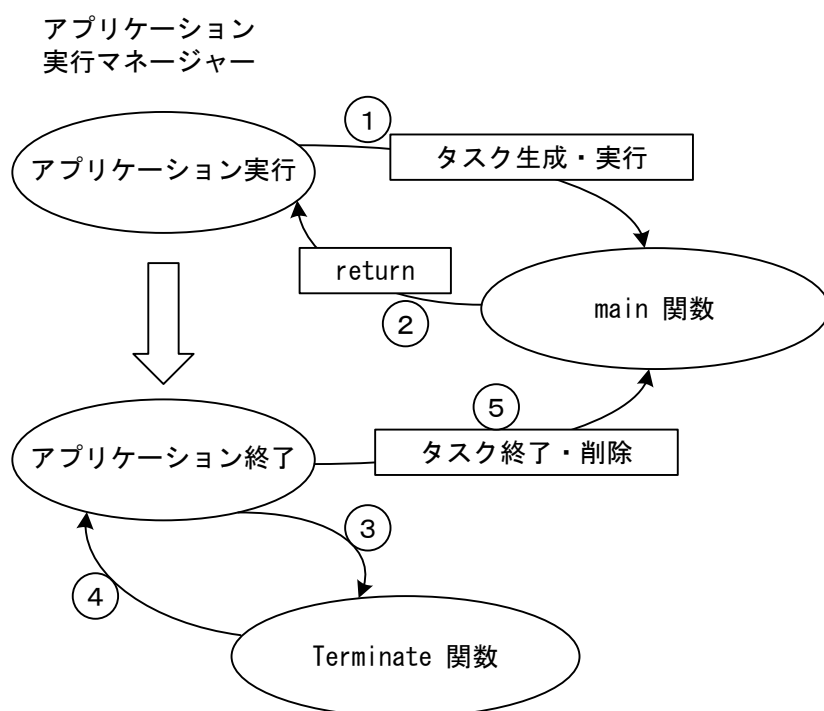 アプリケーション
実行マネージャー
①
アプリケーション実行
タスク生成・実行
return
②
main 関数
⑤
アプリケーション終了
タスク終了・削除
③
④
Terminate 関数